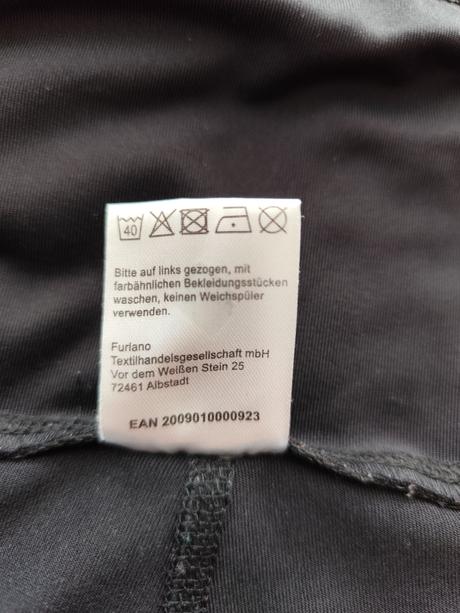 40
Bitte auf links gezogen, mit
farbähnlichen Bekleidungsstücken
waschen, keinen Weichspüler
verwenden.
Furlano
Textilhandelsgesellschaft mbH
Vor dem Weißen Stein 25
72461 Albstadt
EAN 2009010000923